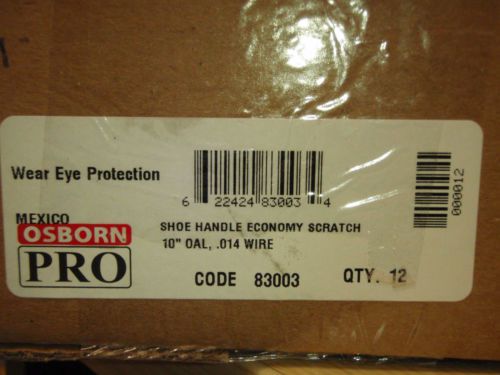 Wear Eye Protection
6 22424 83003 4
000012
MEXICO
OSBORN
PRO
SHOE HANDLE ECONOMY SCRATCH
10" OAL, .014 WIRE
CODE 83003 QTY. 12